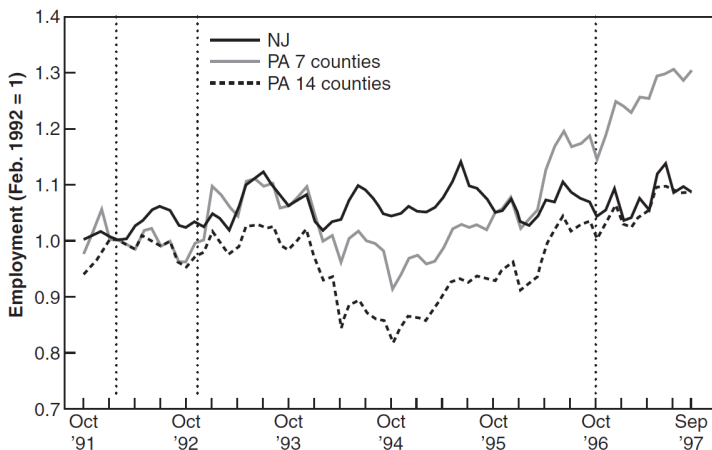 1.4
1.3
1.2
1.1
1.0
0.9
0.8
0.7
Employment (Feb. 1992 = 1)
NJ
PA 7 counties
PA 14 counties
Oct Oct Oct Oct Oct Oct Sep
'91 '92 '93 '94 '95 '96 '97